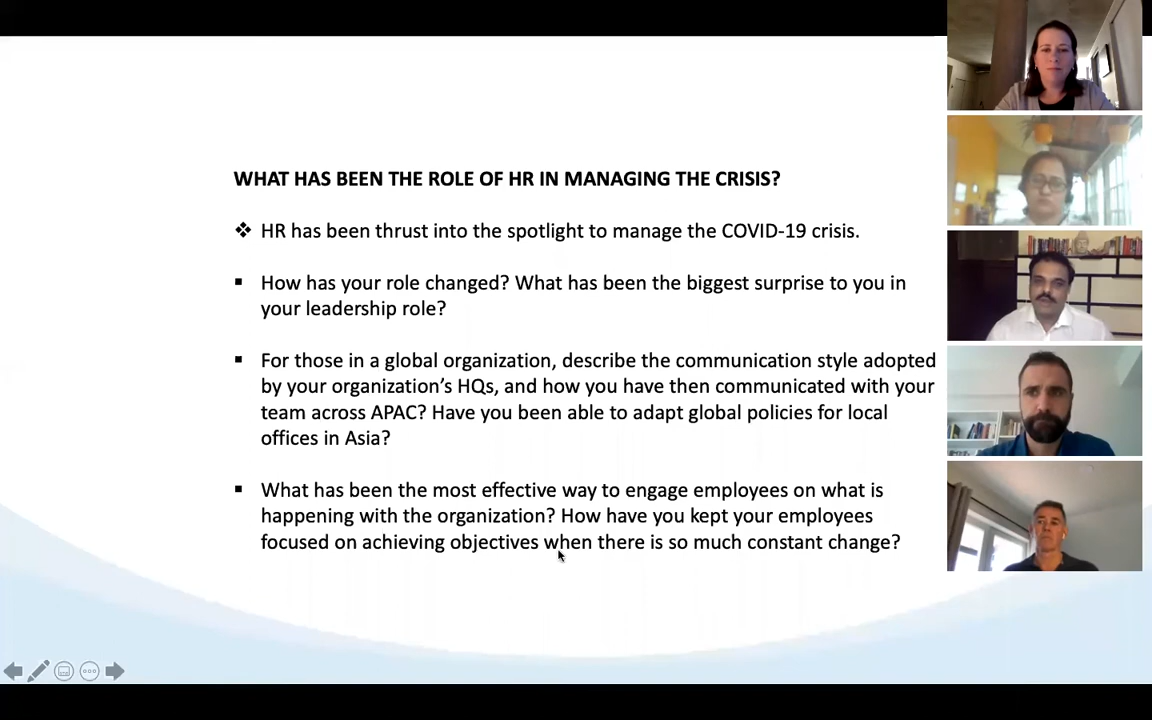 WHAT HAS BEEN THE ROLE OF HR IN MANAGING THE CRISIS?
❖ HR has been thrust into the spotlight to manage the COVID-19 crisis.
▪ How has your role changed? What has been the biggest surprise to you in
your leadership role?
▪ For those in a global organization, describe the communication style adopted
by your organization’s HQs, and how you have then communicated with your
team across APAC? Have you been able to adapt global policies for local
offices in Asia?
▪ What has been the most effective way to engage employees on what is
happening with the organization? How have you kept your employees
focused on achieving objectives when there is so much constant change?